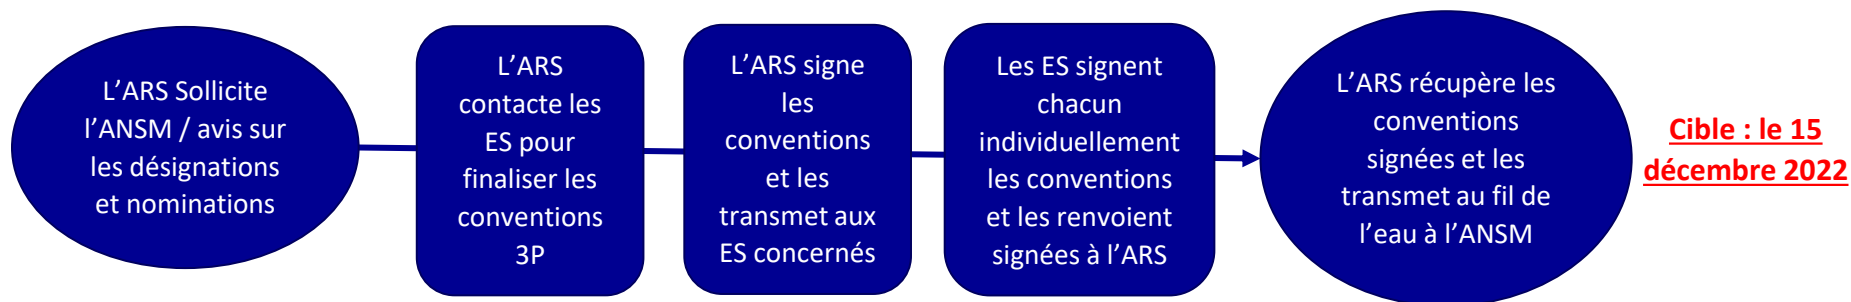 L’ARS Sollicite
l’ANSM / avis sur
les désignations
et nominations
L’ARS
contacte les
ES pour
finaliser les
conventions
3P
L’ARS signe
les
conventions
et les
transmet aux
ES concernés
Les ES signent
chacun
individuellement
les conventions
et les renvoient
signées à l’ARS
L’ARS récupère les
conventions
signées et les
transmet au fil de
l’eau à l’ANSM
Cible : le 15
décembre 2022